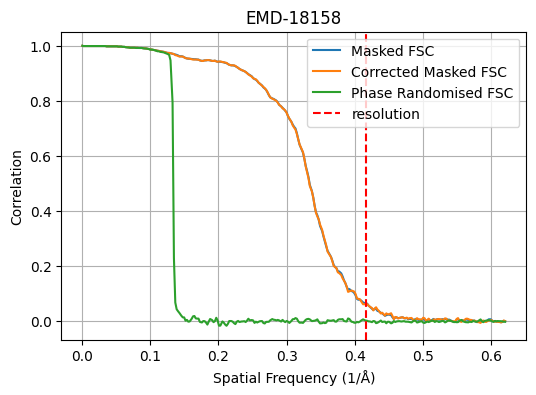 EMD-18158
Masked FSC
Corrected Masked FSC
Phase Randomised FSC
resolution
Correlation
1.0
0.8
0.6
0.4
0.2
0.0
0.0 0.1 0.2 0.3 0.4 0.5 0.6
Spatial Frequency (1/Å)